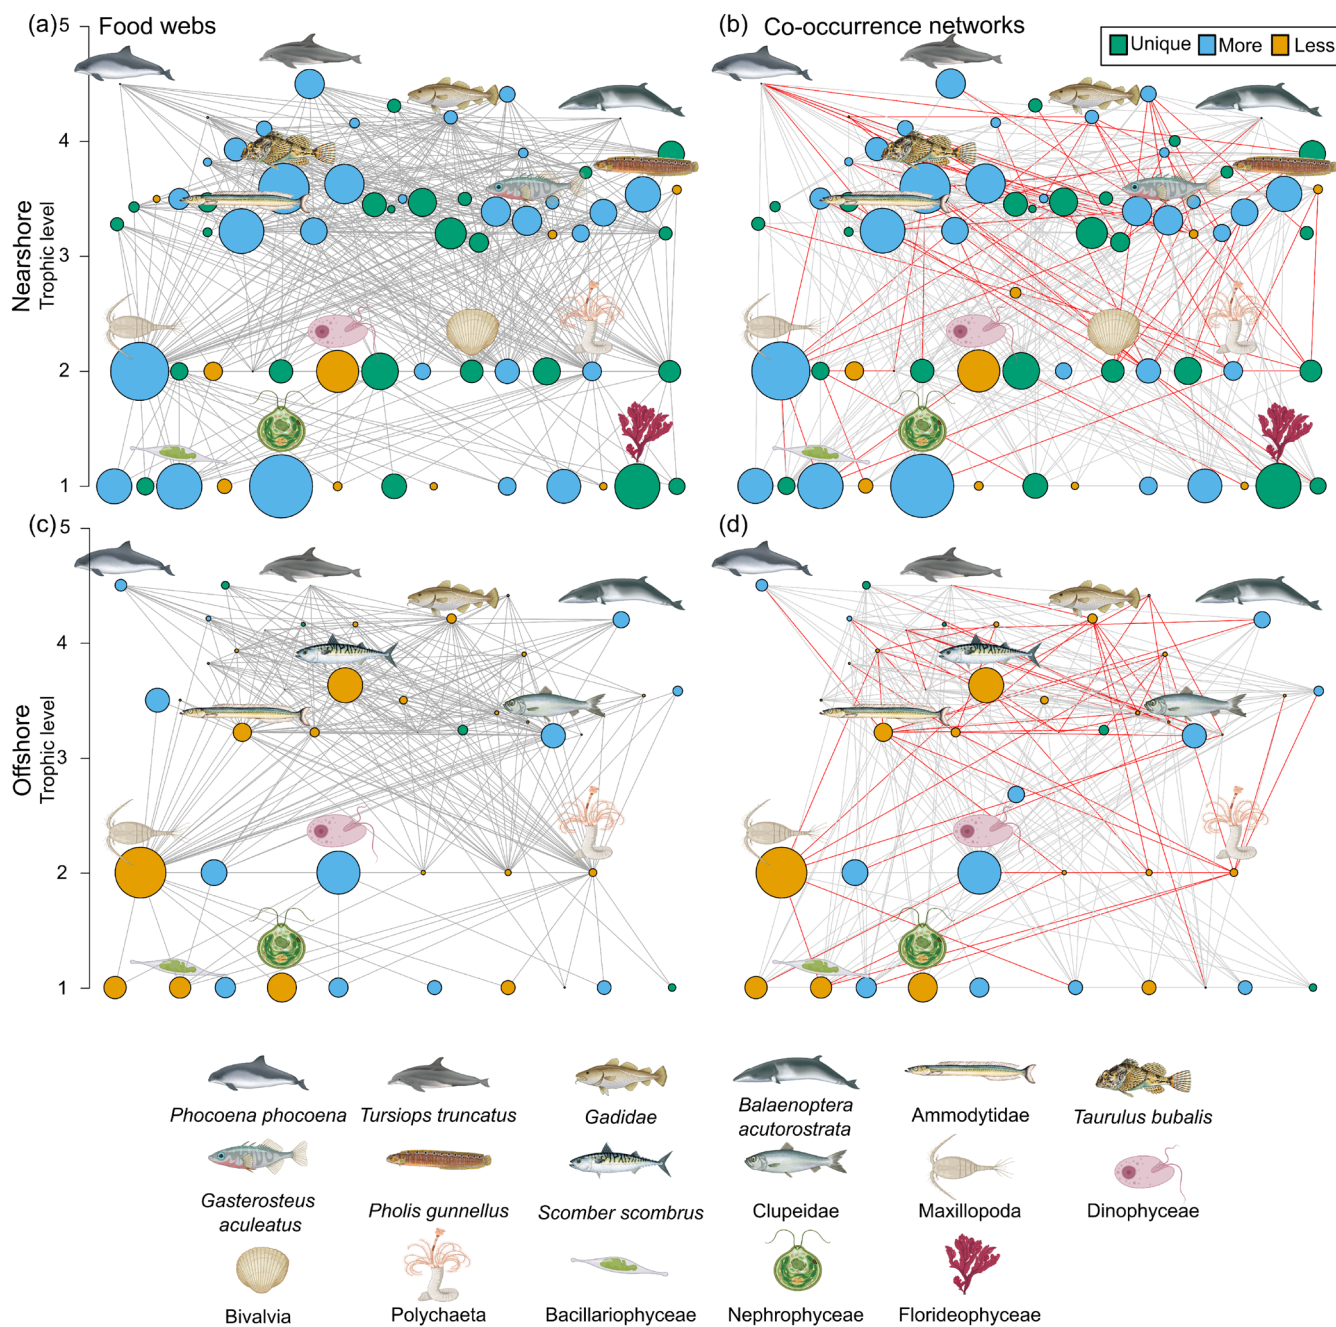 (a) Food webs
(b) Co-occurrence networks
Unique More Less
5
4
3
2
1
Nearshore
Trophic level
(c)
(d)
5
4
3
2
1
Offshore
Trophic level
Phocoena phocoena
Tursiops truncatus
Gadidae
Balaenoptera
acutorostrata
Ammodytidae
Taurulus bubalis
Gasterosteus
aculeatus
Pholis gunnellus
Scomber scombrus
Clupeidae
Maxillopoda
Dinophyceae
Bivalvia
Polychaeta
Bacillariophyceae
Nephrophyceae
Florideophyceae